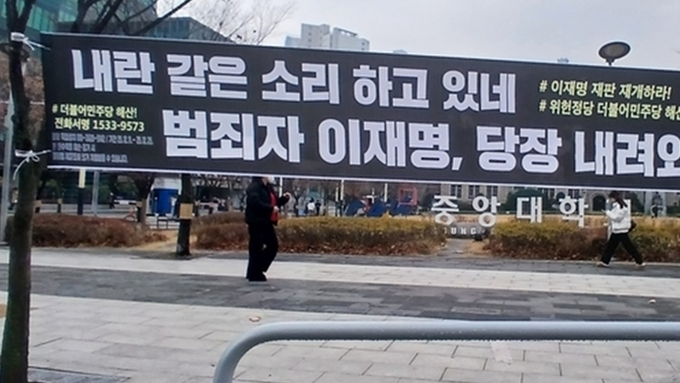 내란 같은 소리 하고 있네
범죄자 이재명, 당장 내려오
# 이재명 재판 재개하라!
# 위헌정당 더불어민주당 해산
# 더불어민주당 해산!
전화서명 1533-9573
중앙대학